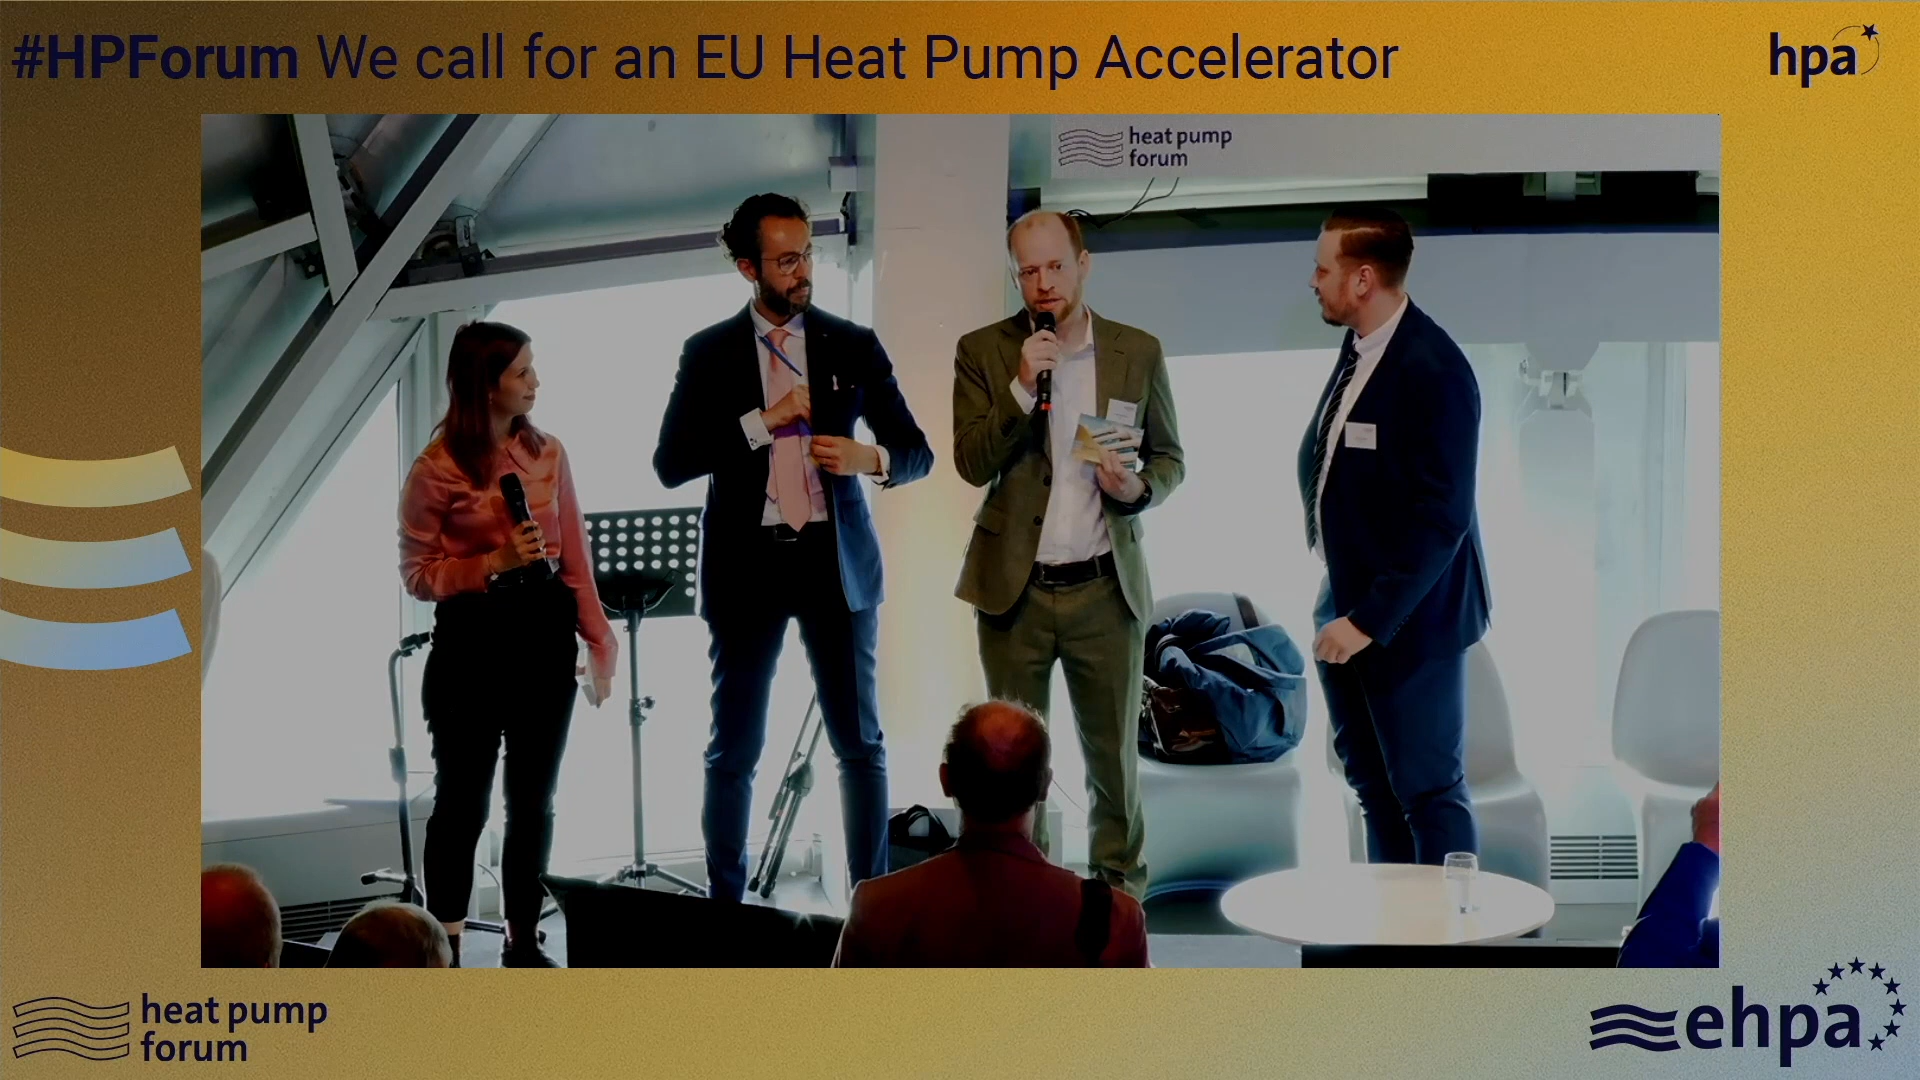 #HPForum We call for an EU Heat Pump Accelerator
hpa
heat pump
forum
heat pump
forum
ehpa